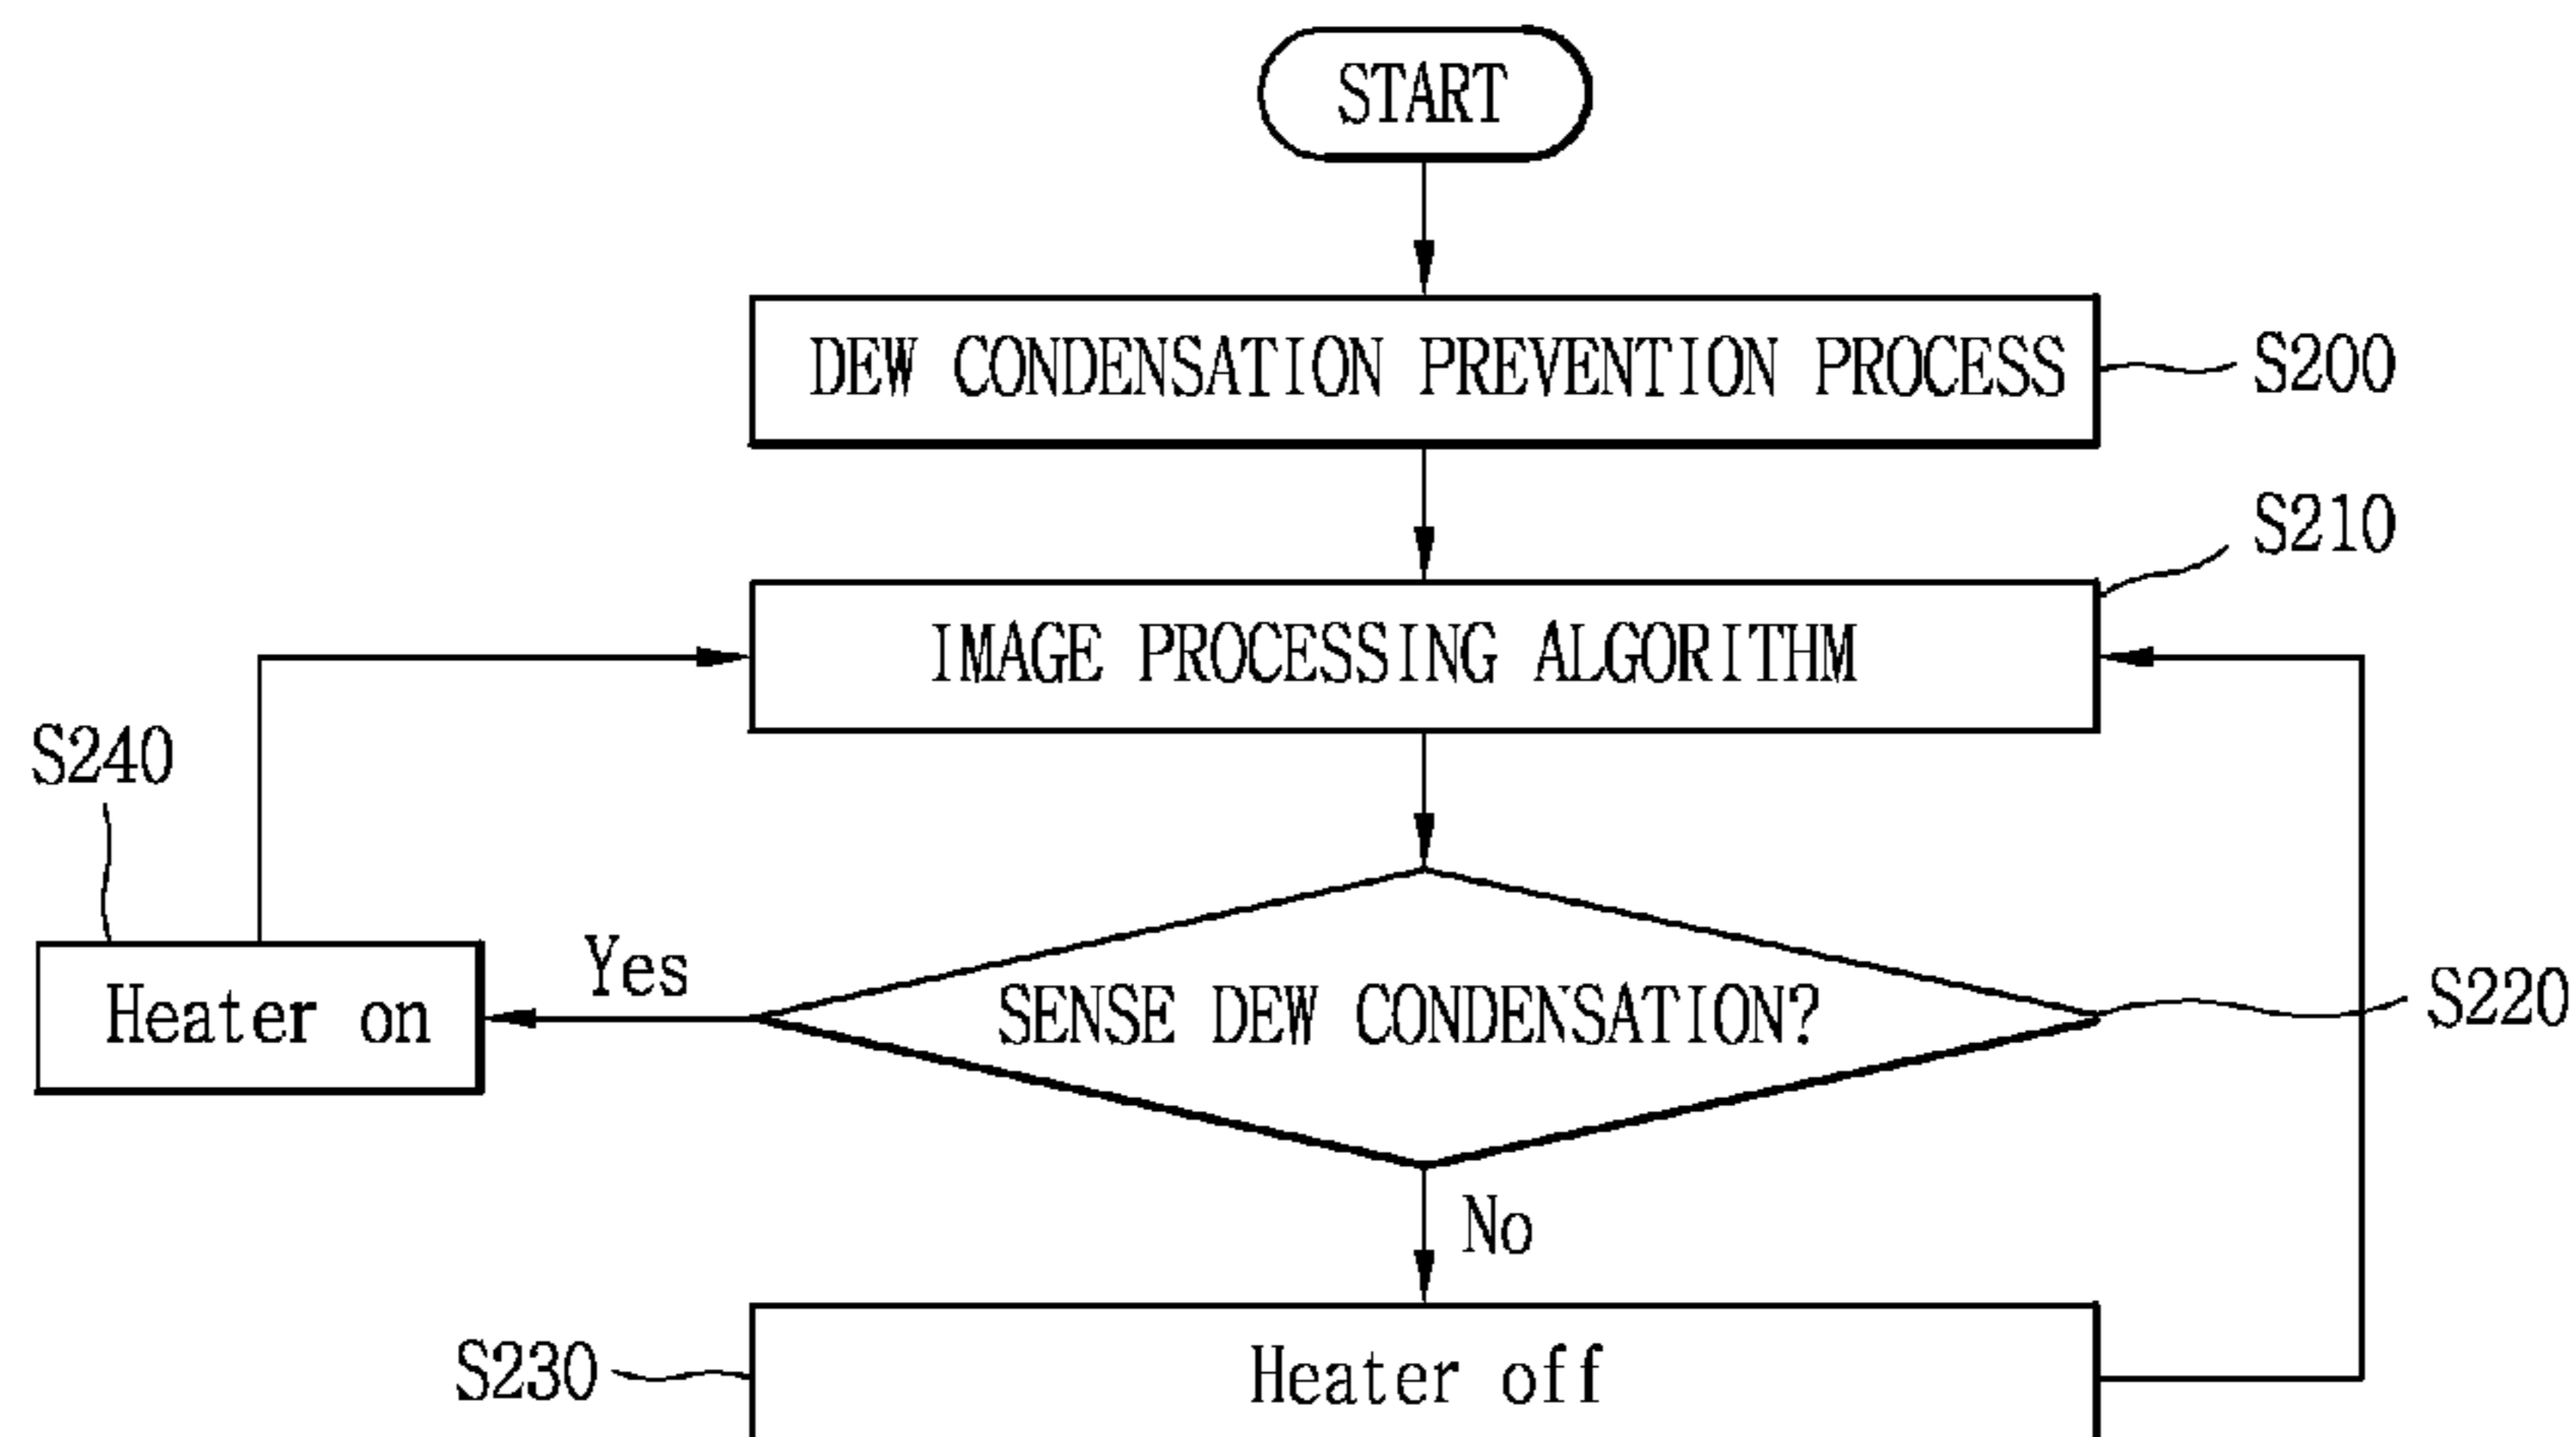 START
DEW CONDENSATION PREVENTION PROCESS
S200
S210
IMAGE PROCESSING ALGORITHM
S240
Heater on
Yes
SENSE DEW CONDENSATION?
S220
No
S230
Heater off